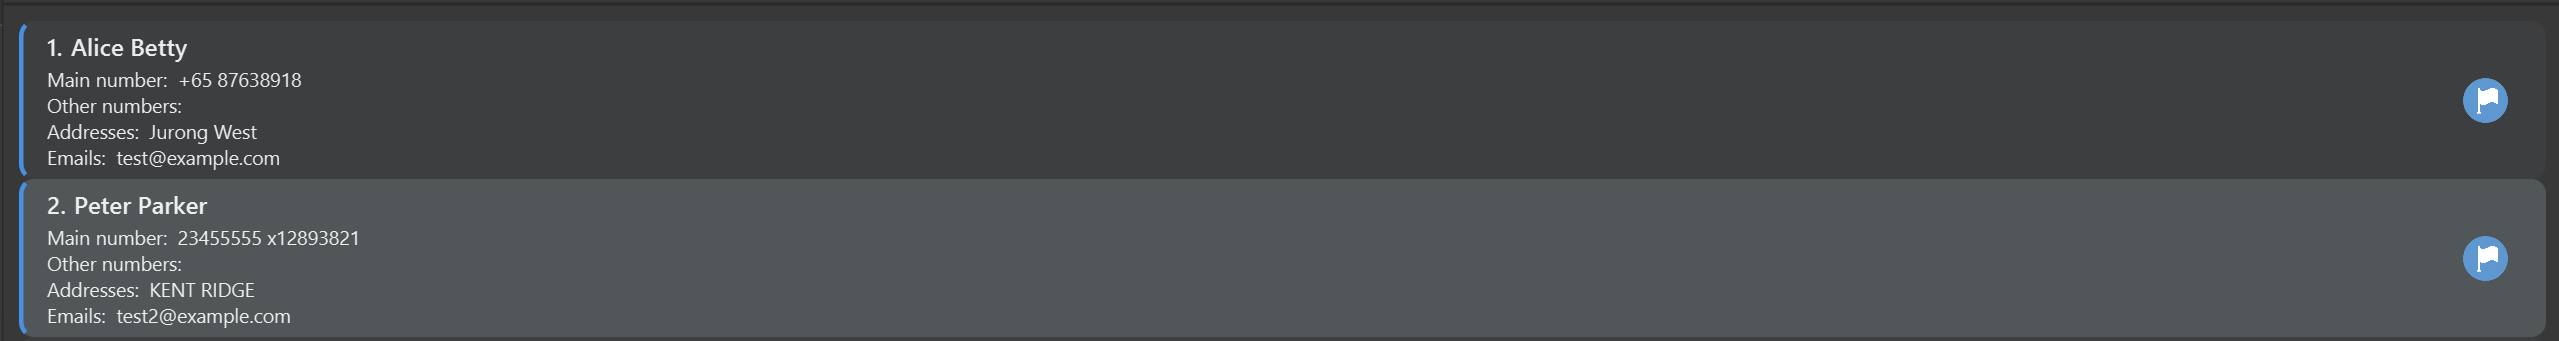 1. Alice Betty
Main number: +65 87638918
Other numbers:
Addresses: Jurong West
Emails: test@example.com
2. Peter Parker
Main number: 23455555 x12893821
Other numbers:
Addresses: KENT RIDGE
Emails: test2@example.com